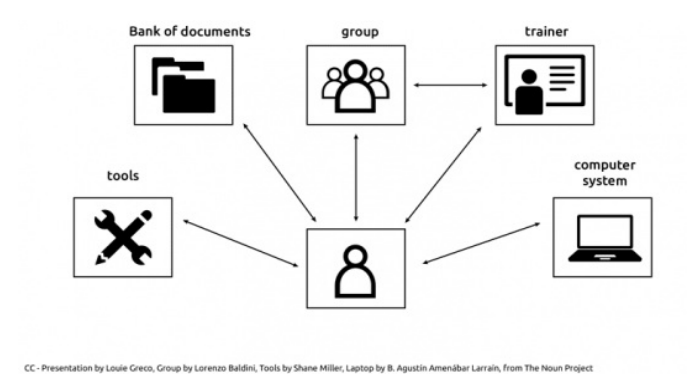 Bank of documents
group
trainer
tools
computer
system
CC - Presentation by Louie Greco, Group by Lorenzo Baldini, Tools by Shane Miller, Laptop by B. Agustín Amenábar Larraín, from The Noun Project